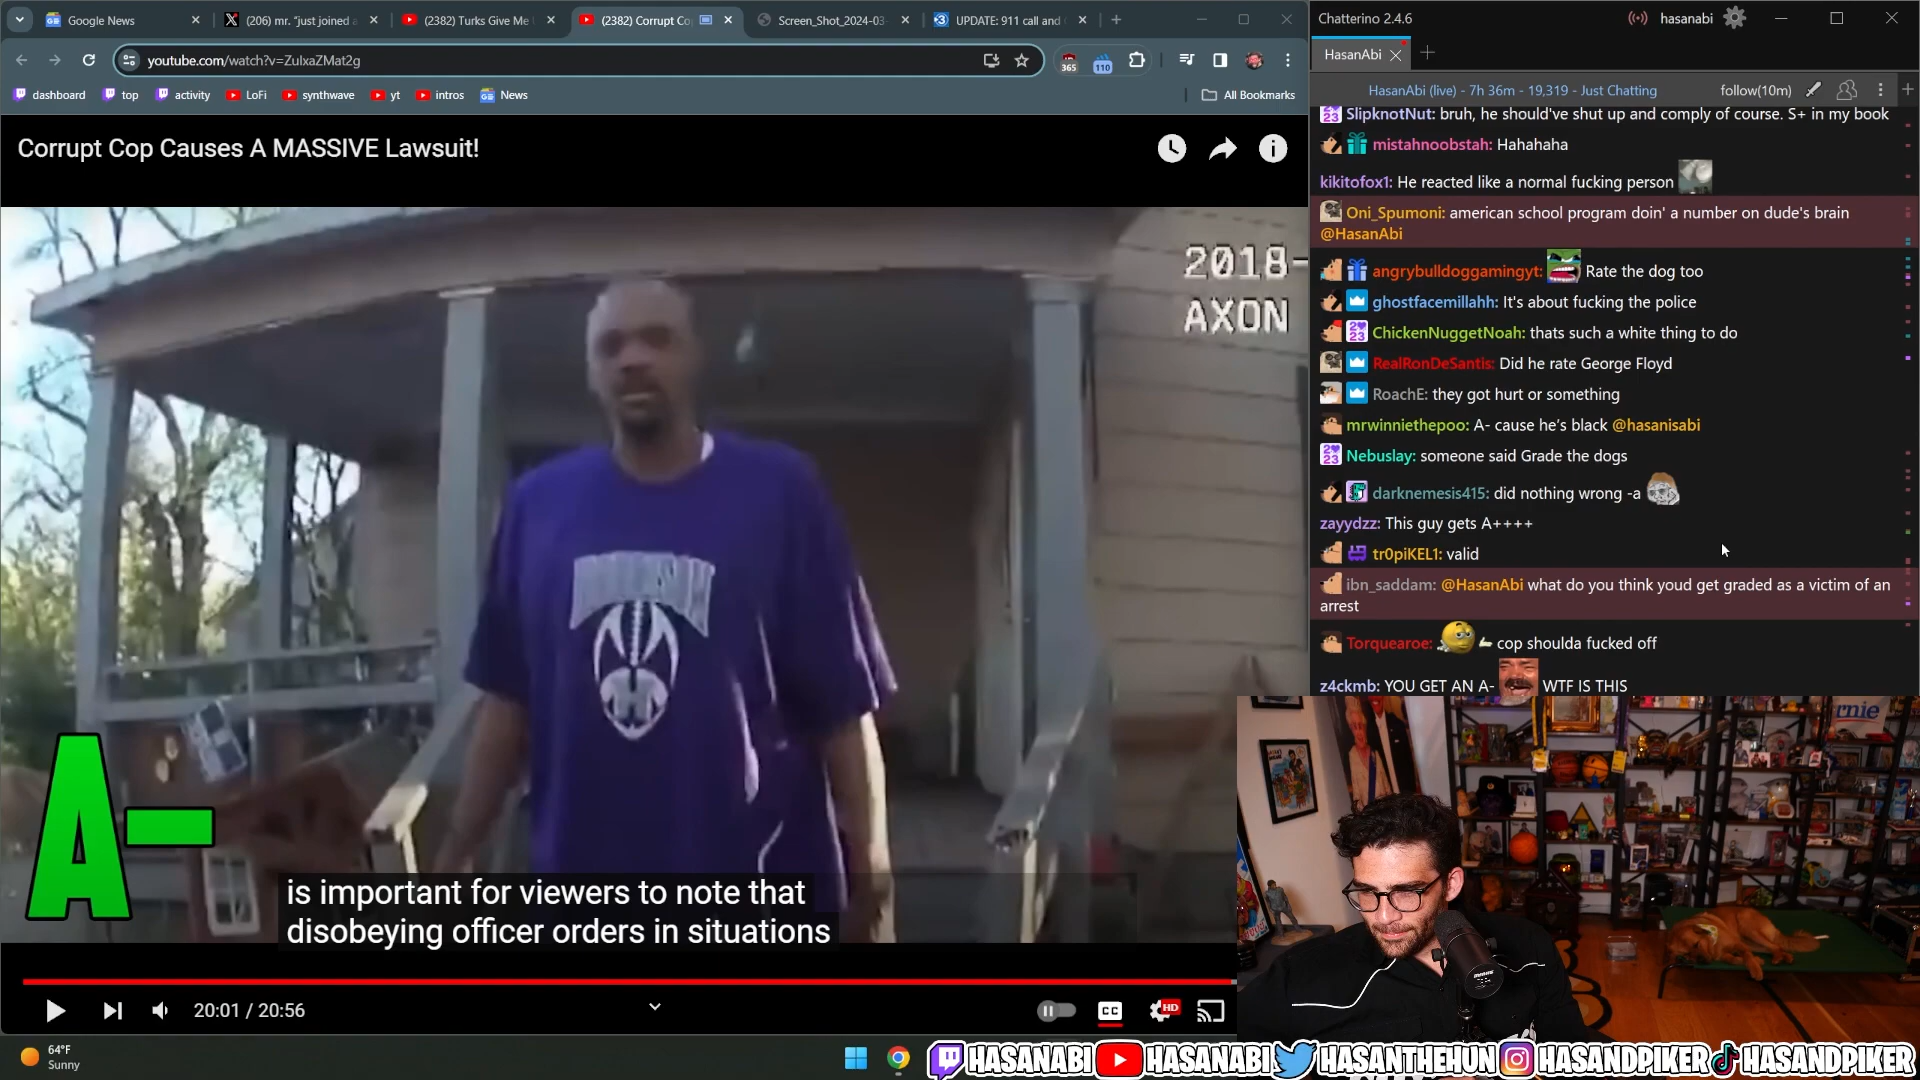 Google News
(206) mr. "just joined a
(2382) Turks Give Me
(2382) Corrupt Co
Screen_Shot_2024-03-
UPDATE: 911 call and
youtube.com/watch?v=ZulxaZMat2g
365
110
dashboard
top
activity
LoFi
synthwave
yt
intros
News
All Bookmarks
Corrupt Cop Causes A MASSIVE Lawsuit!
2018-
AXON
A-
is important for viewers to note that
disobeying officer orders in situations
20:01 / 20:56
CC
HD
64°F
Sunny
Chatterino 2.4.6
hasanabi
HasanAbi
HasanAbi (live) - 7h 36m - 19,319 - Just Chatting
follow(10m)
SlipknotNut: bruh, he should've shut up and comply of course. S+ in my book
mistahnoobstah: Hahahaha
kikitofox1: He reacted like a normal fucking person
Oni_Spumoni: american school program doin' a number on dude's brain
@HasanAbi
angrybulldoggamingyt: Rate the dog too
ghostfacemillahh: It's about fucking the police
ChickenNuggetNoah: thats such a white thing to do
RealRonDeSantis: Did he rate George Floyd
RoachE: they got hurt or something
mrwinniethepoo: A- cause he's black @hasanisabi
Nebuslay: someone said Grade the dogs
darknemesis415: did nothing wrong -a
zayydzz: This guy gets A++++
tr0piKEL1: valid
ibn_saddam: @HasanAbi what do you think youd get graded as a victim of an
arrest
Torquearoe: cop shoulda fucked off
z4ckmb: YOU GET AN A- WTF IS THIS
rnie
HASANABI
HASANABI
HASANTHEHUN
HASANDPIKER
HASANDPIKER